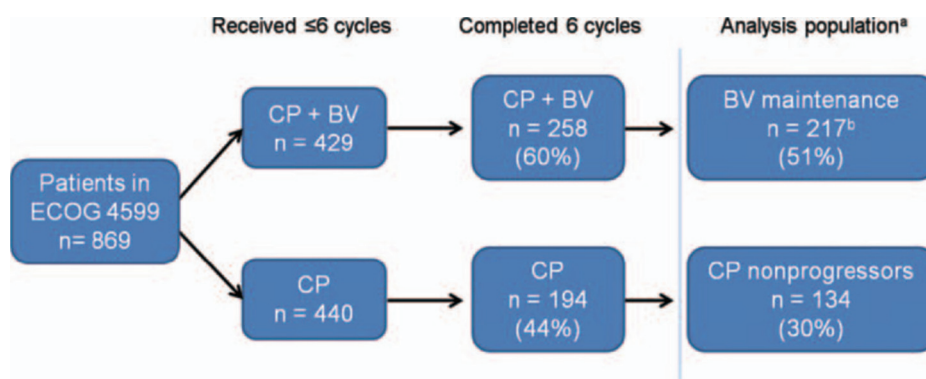 Received ≤6 cycles
Completed 6 cycles
Analysis populationᵃ
Patients in
ECOG 4599
n= 869
CP + BV
n = 429
CP + BV
n = 258
(60%)
BV maintenance
n = 217ᵇ
(51%)
CP
n = 440
CP
n = 194
(44%)
CP nonprogressors
n = 134
(30%)